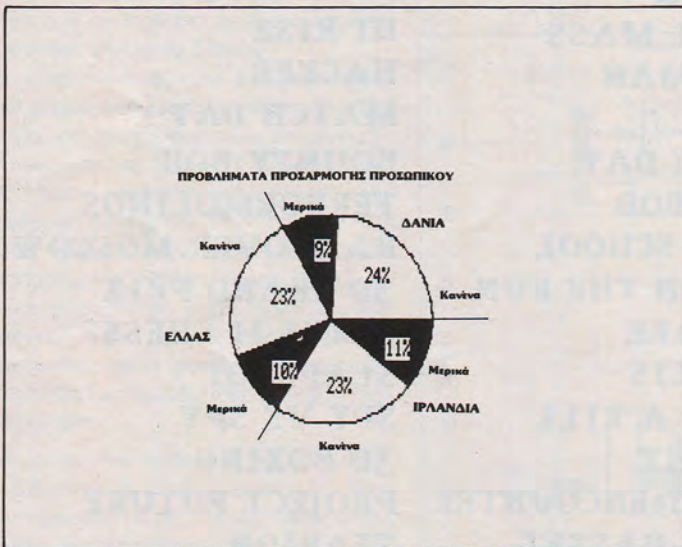 ΠΡΟΒΛΗΜΑΤΑ ΠΡΟΣΑΡΜΟΓΗΣ ΠΡΟΣΩΠΙΚΟΥ
Μερικά
ΔΑΝΙΑ
Κανένα
9%
24%
Κανένα
23%
ΕΛΛΑΣ
11%
Μερικά
10%
23%
Μερικά
ΙΡΛΑΝΔΙΑ
Κανένα